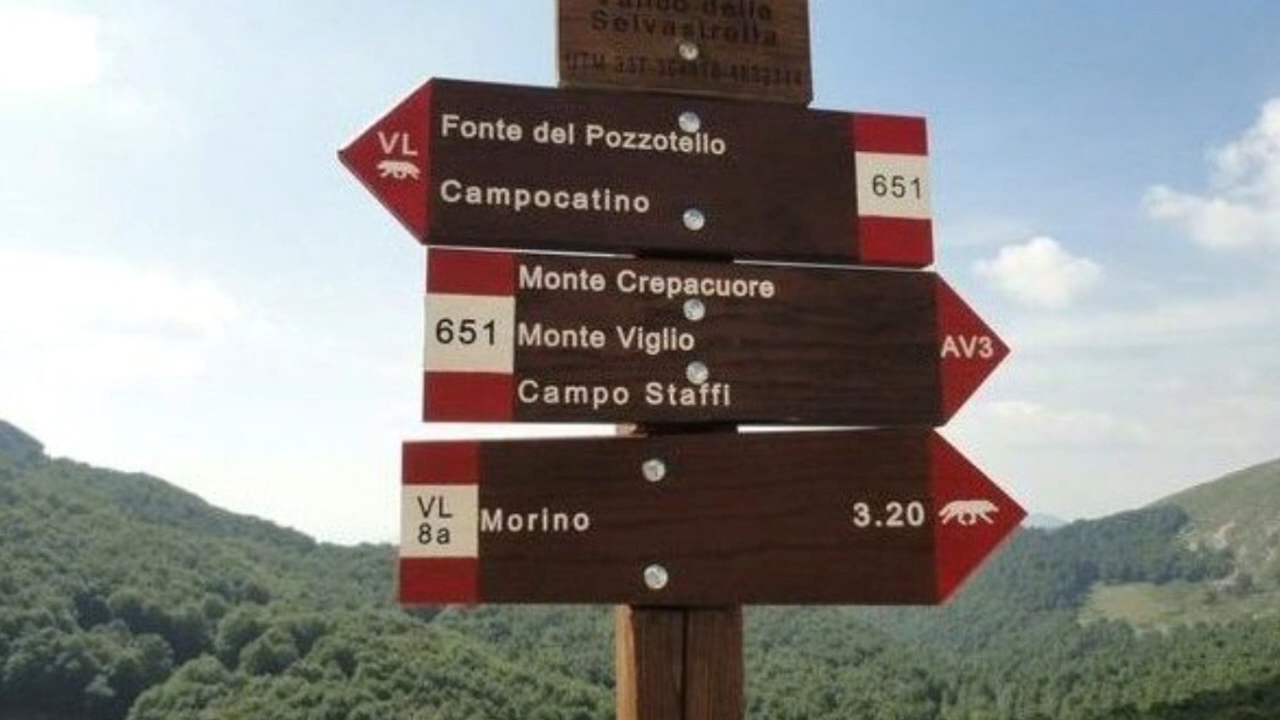 delle
Selvastrella
VL
Fonte del Pozzotello
Campocatino
651
Monte Crepacuore
651
Monte Viglio
AV3
Campo Staffi
VL
8a
Morino
3.20